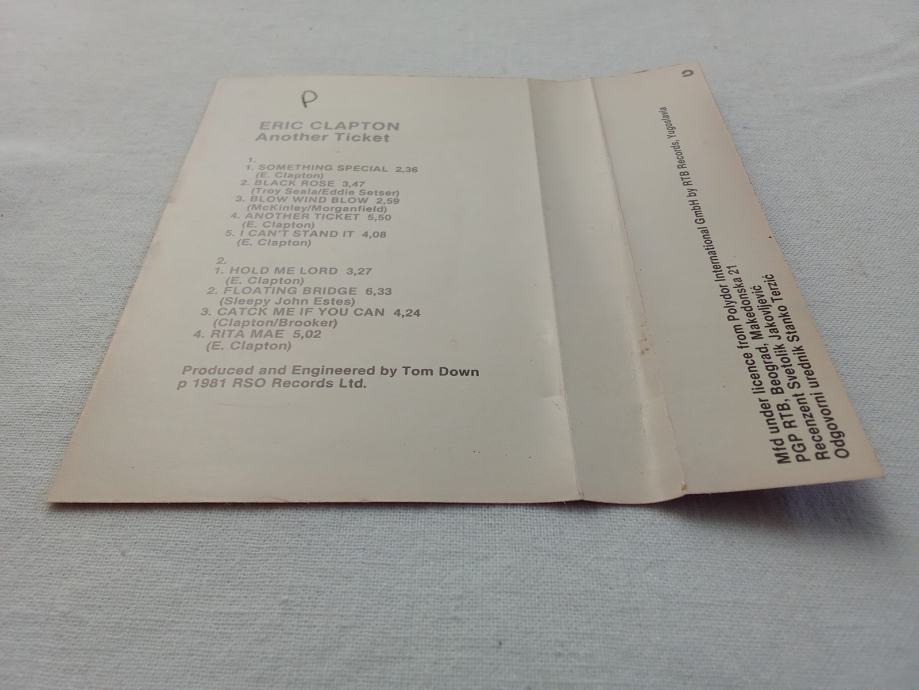 P
ERIC CLAPTON
Another Ticket
1.
1. SOMETHING SPECIAL 2,36
(E. Clapton)
2. BLACK ROSE 3,47
(Troy Seals/Eddie Setser)
3. BLOW WIND BLOW 2,59
(McKinley/Morganfield)
4. ANOTHER TICKET 5,50
(E. Clapton)
5. I CAN'T STAND IT 4,08
(E. Clapton)
2.
1. HOLD ME LORD 3,27
(E. Clapton)
2. FLOATING BRIDGE 6,33
(Sleepy John Estes)
3. CATCK ME IF YOU CAN 4,24
(Clapton/Brooker)
4. RITA MAE 5,02
(E. Clapton)
Produced and Engineered by Tom Down
p 1981 RSO Records Ltd.
Mfd under licence from Polydor International GmbH by RTB Records, Yugoslavia
PGP RTB, Beograd, Makedonska 21
Recenzent Svetolik Jakovljević
Odgovorni urednik Stanko Terzić